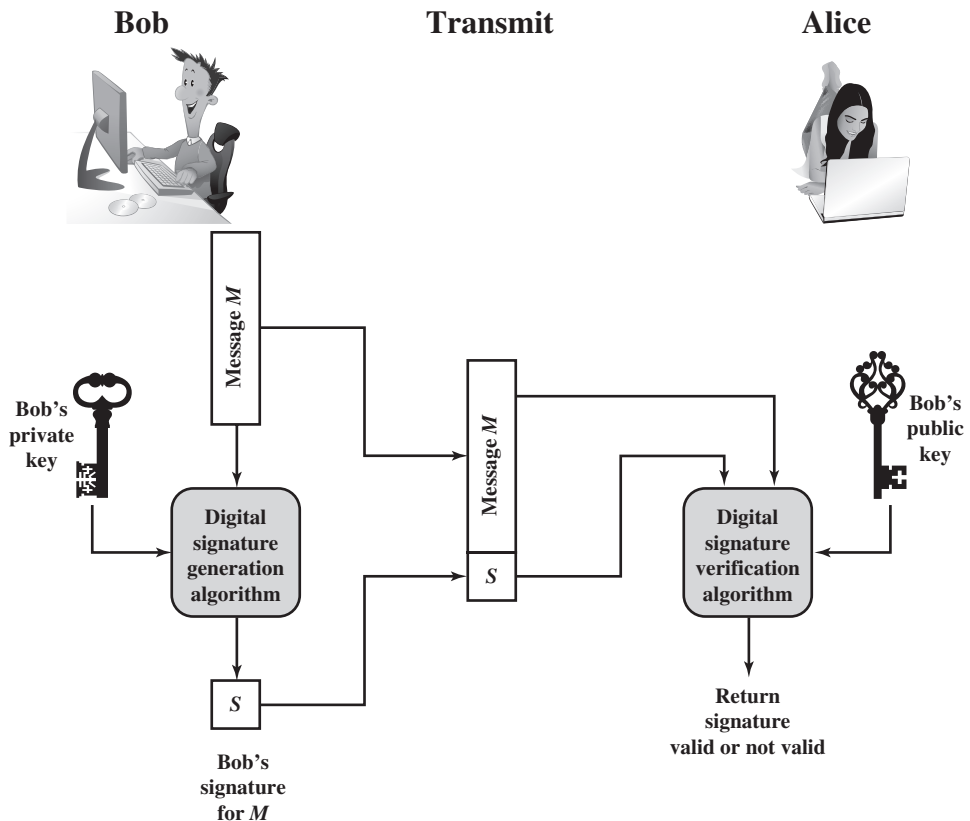 Bob
Transmit
Alice
Message M
Bob's
private
key
Digital
signature
generation
algorithm
S
Bob's
signature
for M
Message M
S
Bob's
public
key
Digital
signature
verification
algorithm
Return
signature
valid or not valid